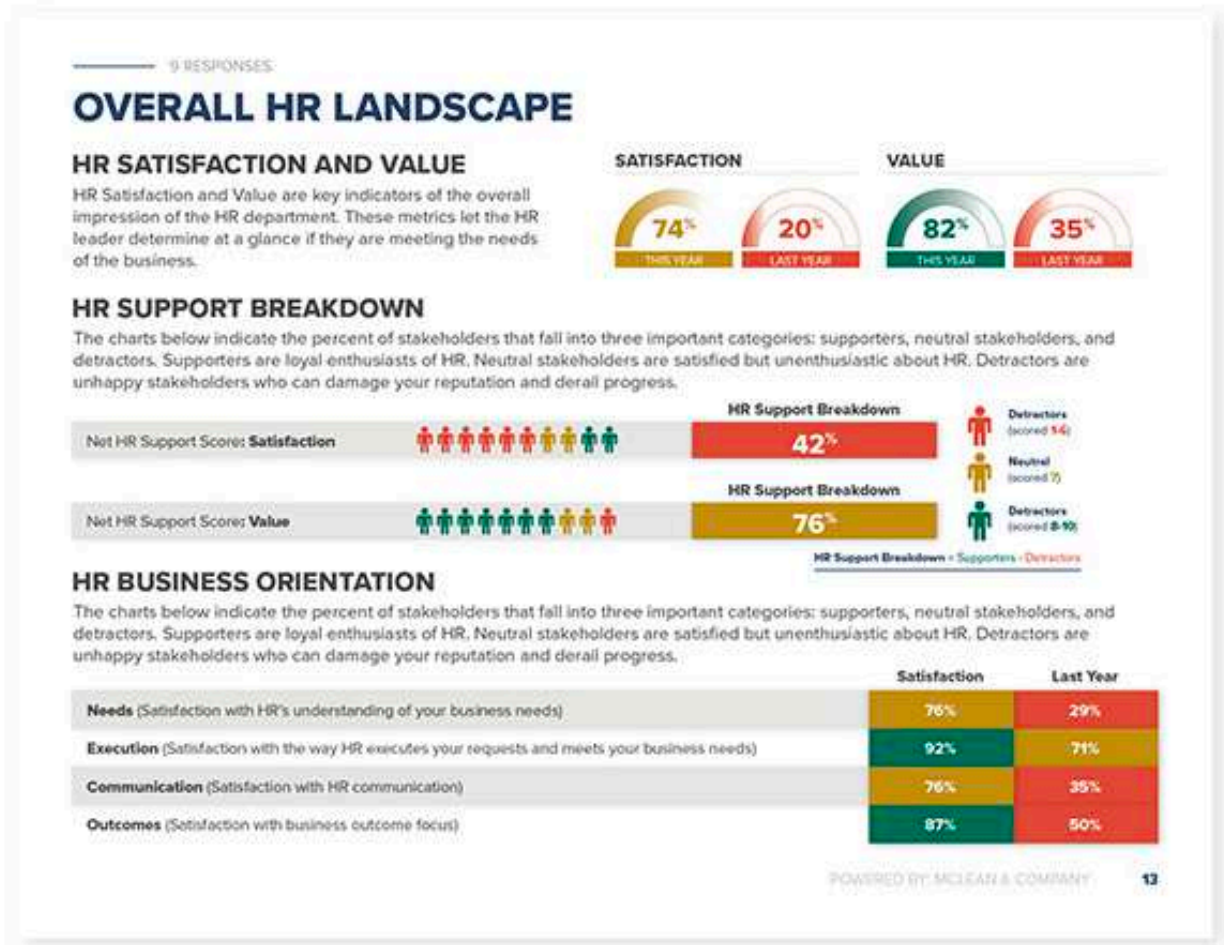 9 RESPONSES
OVERALL HR LANDSCAPE
HR SATISFACTION AND VALUE
HR Satisfaction and Value are key indicators of the overall
impression of the HR department. These metrics let the HR
leader determine at a glance if they are meeting the needs
of the business.
SATISFACTION
74%
THIS YEAR
20%
LAST YEAR
VALUE
82%
THIS YEAR
35%
LAST YEAR
HR SUPPORT BREAKDOWN
The charts below indicate the percent of stakeholders that fall into three important categories: supporters, neutral stakeholders, and
detractors. Supporters are loyal enthusiasts of HR. Neutral stakeholders are satisfied but unenthusiastic about HR. Detractors are
unhappy stakeholders who can damage your reputation and derail progress.
HR Support Breakdown
Net HR Support Score: Satisfaction
42%
HR Support Breakdown
Net HR Support Score: Value
76%
Detractors
(scored 1-6)
Neutral
(scored 7)
Detractors
(scored 8-10)
HR Support Breakdown = Supporters - Detractors
HR BUSINESS ORIENTATION
The charts below indicate the percent of stakeholders that fall into three important categories: supporters, neutral stakeholders, and
detractors. Supporters are loyal enthusiasts of HR. Neutral stakeholders are satisfied but unenthusiastic about HR. Detractors are
unhappy stakeholders who can damage your reputation and derail progress.
Satisfaction Last Year
Needs (Satisfaction with HR's understanding of your business needs) 76% 29%
Execution (Satisfaction with the way HR executes your requests and meets your business needs) 92% 71%
Communication (Satisfaction with HR communication) 76% 35%
Outcomes (Satisfaction with business outcome focus) 87% 50%
POWERED BY: MCLEAN & COMPANY 13